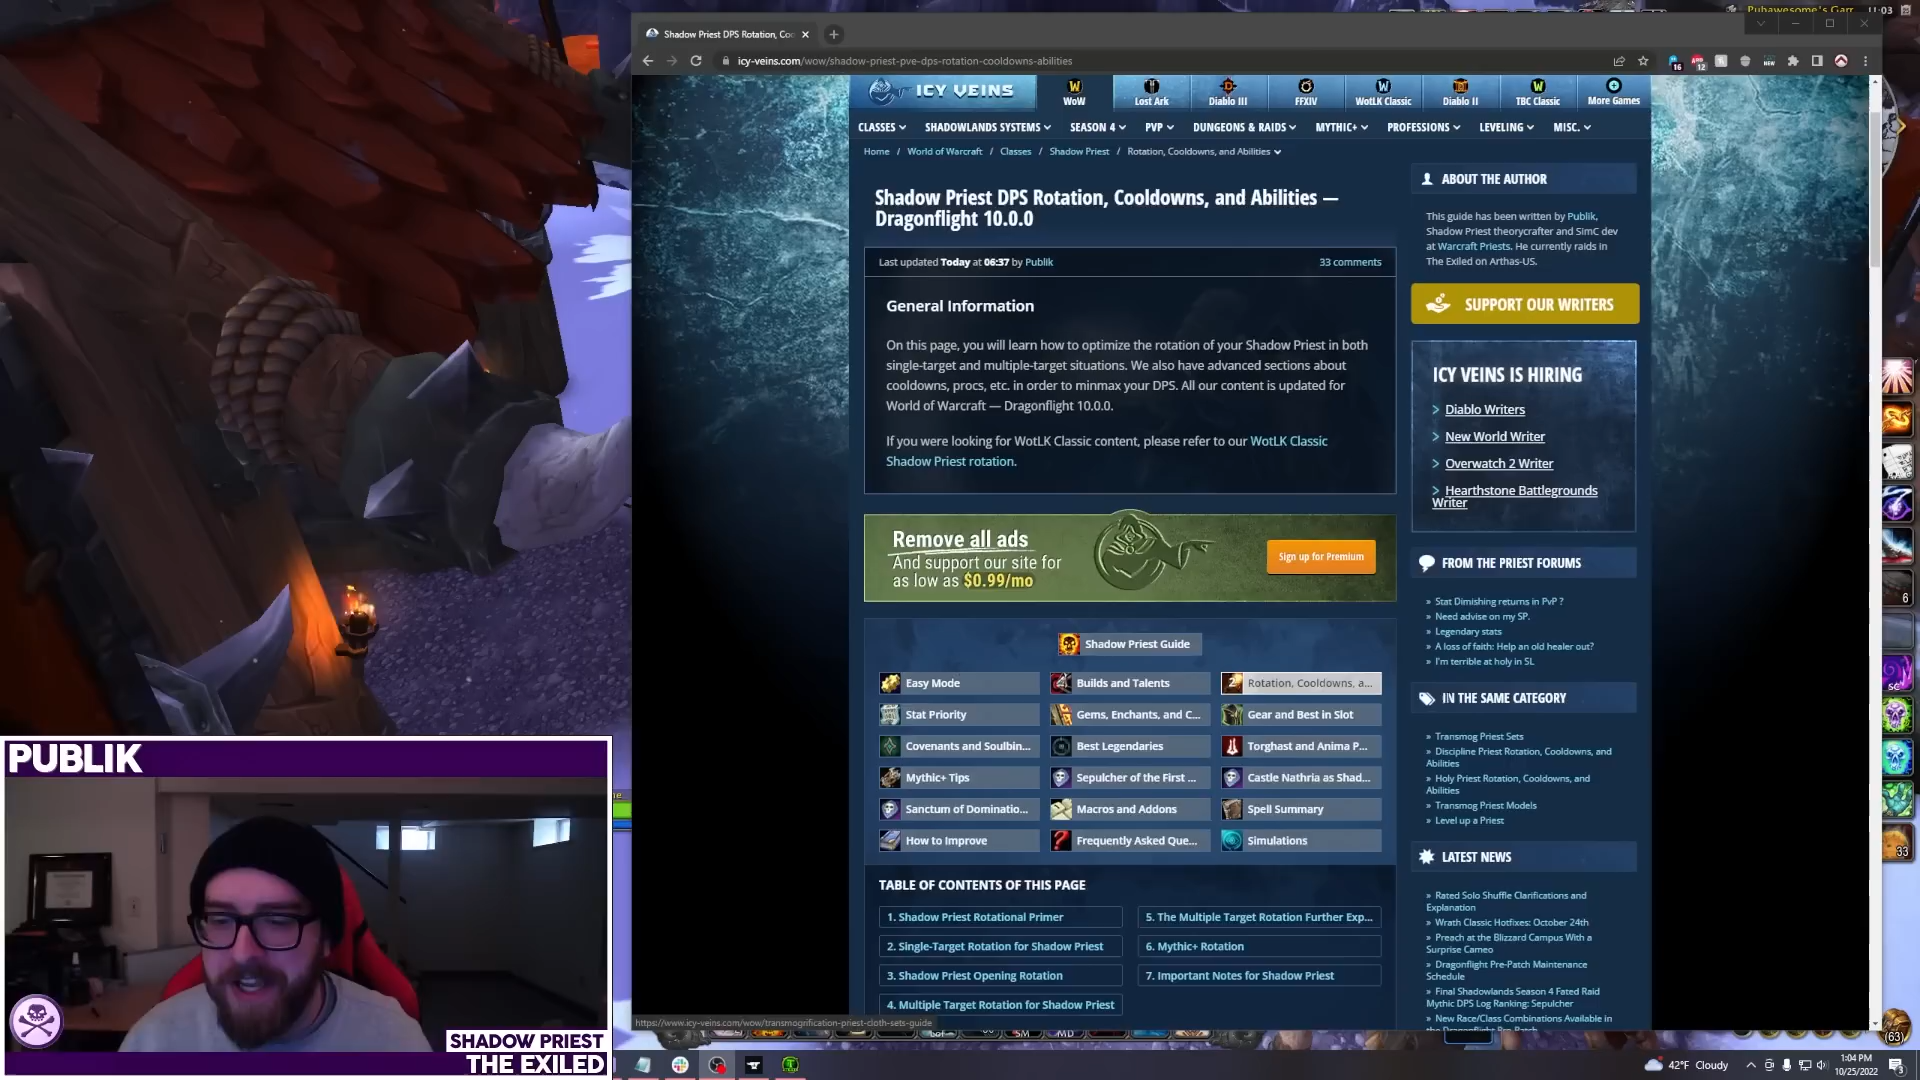 Pubawesome's Garr
11:03
Shadow Priest DPS Rotation, Coo
icy-veins.com/wow/shadow-priest-pve-dps-rotation-cooldowns-abilities
16
12
NEW
ICY VEINS
WoW
Lost Ark
Diablo III
FFXIV
WotLK Classic
Diablo II
TBC Classic
More Games
CLASSES
SHADOWLANDS SYSTEMS
SEASON 4
PVP
DUNGEONS & RAIDS
MYTHIC+
PROFESSIONS
LEVELING
MISC.
Home / World of Warcraft / Classes / Shadow Priest / Rotation, Cooldowns, and Abilities
Shadow Priest DPS Rotation, Cooldowns, and Abilities —
Dragonflight 10.0.0
Last updated Today at 06:37 by Publik
33 comments
General Information
On this page, you will learn how to optimize the rotation of your Shadow Priest in both
single-target and multiple-target situations. We also have advanced sections about
cooldowns, procs, etc. in order to minmax your DPS. All our content is updated for
World of Warcraft — Dragonflight 10.0.0.
If you were looking for WotLK Classic content, please refer to our WotLK Classic
Shadow Priest rotation.
Remove all ads
And support our site for
as low as $0.99/mo
Sign up for Premium
Shadow Priest Guide
Easy Mode
Builds and Talents
2
Rotation, Cooldowns, a...
Stat Priority
Gems, Enchants, and C...
Gear and Best in Slot
Covenants and Soulbin...
Best Legendaries
Torghast and Anima P...
Mythic+ Tips
Sepulcher of the First ...
Castle Nathria as Shad...
Sanctum of Dominatio...
Macros and Addons
Spell Summary
How to Improve
Frequently Asked Que...
Simulations
TABLE OF CONTENTS OF THIS PAGE
1. Shadow Priest Rotational Primer
2. Single-Target Rotation for Shadow Priest
3. Shadow Priest Opening Rotation
4. Multiple Target Rotation for Shadow Priest
5. The Multiple Target Rotation Further Exp...
6. Mythic+ Rotation
7. Important Notes for Shadow Priest
https://www.icy-veins.com/wow/transmogrification-priest-cloth-sets-guide
ABOUT THE AUTHOR
This guide has been written by Publik,
Shadow Priest theorycrafter and SimC dev
at Warcraft Priests. He currently raids in
The Exiled on Arthas-US.
SUPPORT OUR WRITERS
ICY VEINS IS HIRING
> Diablo Writers
> New World Writer
> Overwatch 2 Writer
> Hearthstone Battlegrounds
Writer
FROM THE PRIEST FORUMS
» Stat Dimishing returns in PvP ?
» Need advise on my SP.
» Legendary stats
» A loss of faith: Help an old healer out?
» I'm terrible at holy in SL
IN THE SAME CATEGORY
» Transmog Priest Sets
» Discipline Priest Rotation, Cooldowns, and
Abilities
» Holy Priest Rotation, Cooldowns, and
Abilities
» Transmog Priest Models
» Level up a Priest
LATEST NEWS
» Rated Solo Shuffle Clarifications and
Explanation
» Wrath Classic Hotfixes: October 24th
» Preach at the Blizzard Campus With a
Surprise Cameo
» Dragonflight Pre-Patch Maintenance
Schedule
» Final Shadowlands Season 4 Fated Raid
Mythic DPS Log Ranking: Sepulcher
» New Race/Class Combinations Available in
the Dragonflight Pre-Patch
6
SC
33
(63)
SM
MD
PUBLIK
SHADOW PRIEST
THE EXILED
42°F Cloudy
1:04 PM
10/25/2022
3